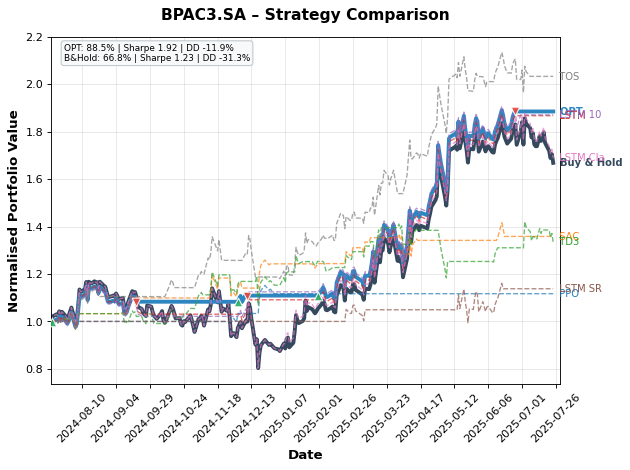 BPAC3.SA – Strategy Comparison
OPT: 88.5% | Sharpe 1.92 | DD -11.9%
B&Hold: 66.8% | Sharpe 1.23 | DD -31.3%
Normalised Portfolio Value
2.2
2.0
1.8
1.6
1.4
1.2
1.0
0.8
TOS
OPT
LSTM 10
LSTM Cla
Buy & Hold
SAC
TD3
LSTM SR
PPO
2024-08-10
2024-09-04
2024-09-29
2024-10-24
2024-11-18
2024-12-13
2025-01-07
2025-02-01
2025-02-26
2025-03-23
2025-04-17
2025-05-12
2025-06-06
2025-07-01
2025-07-26
Date